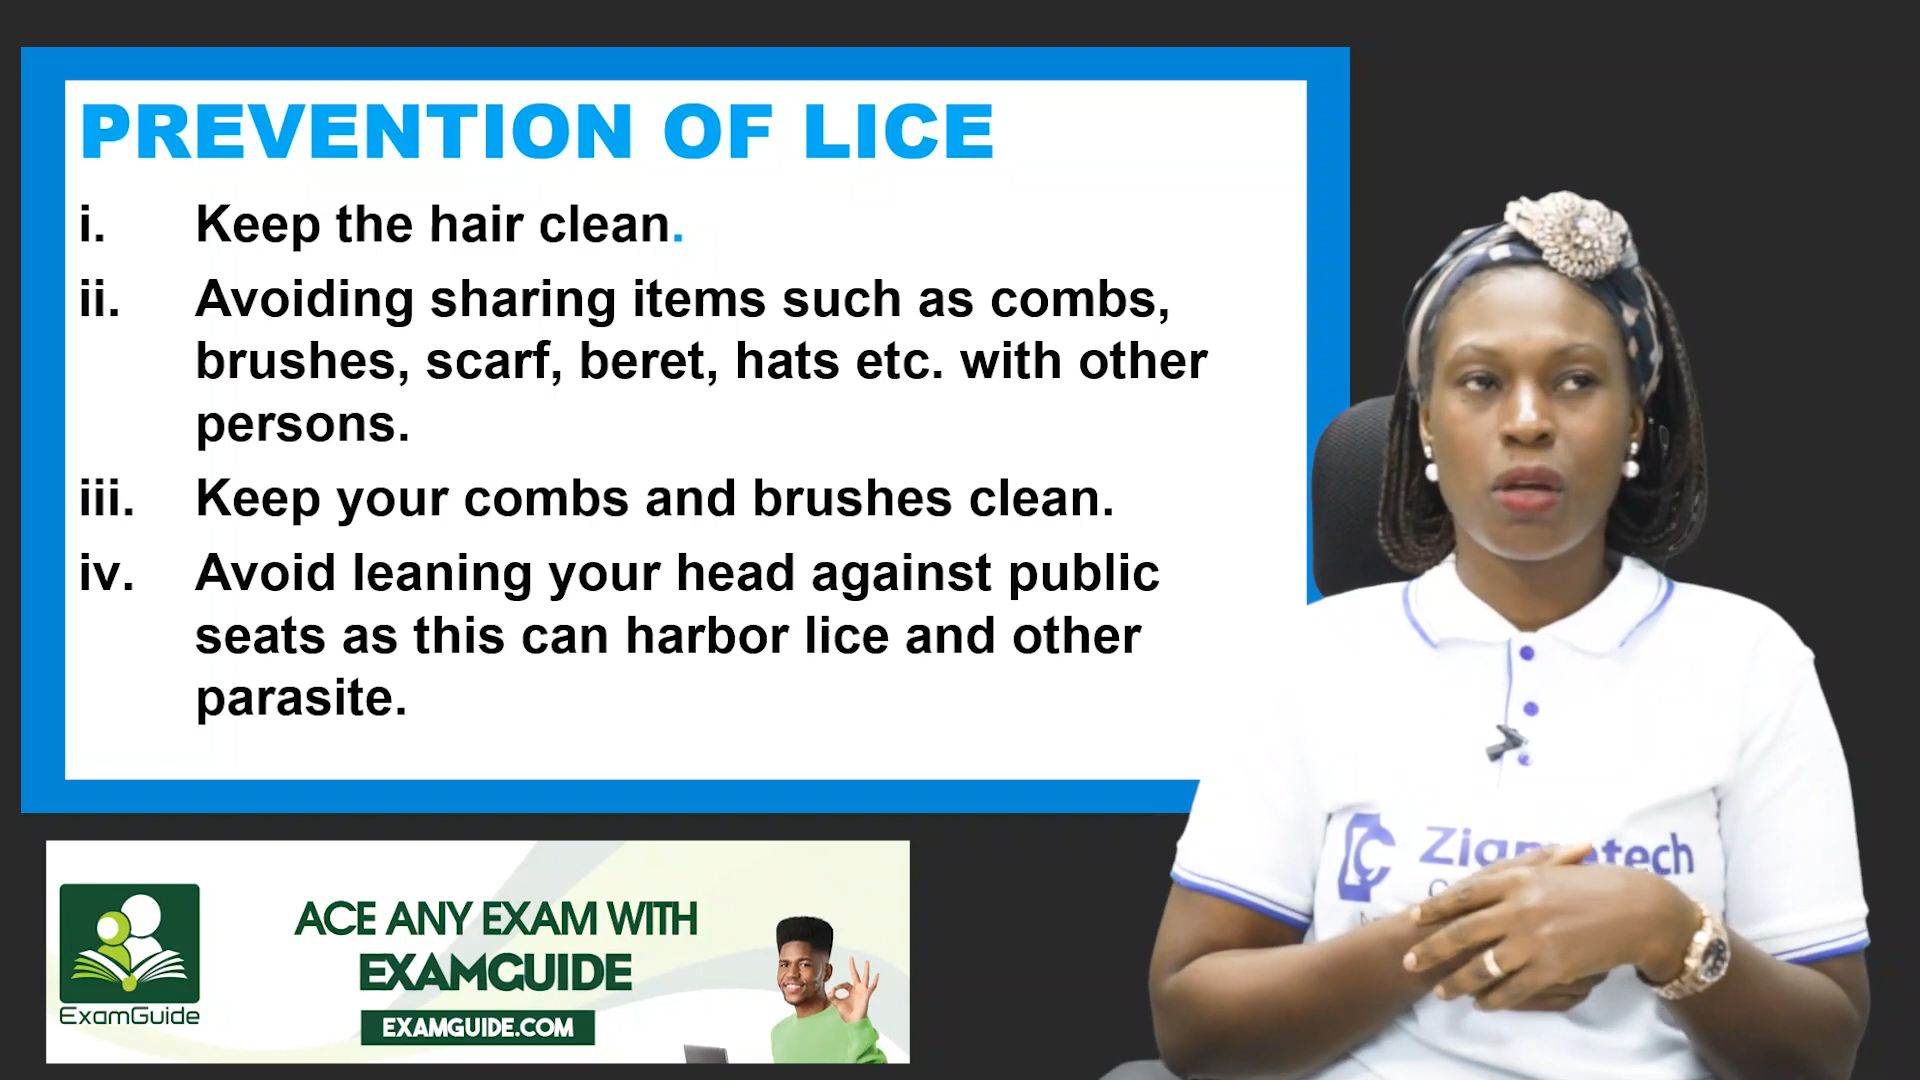 PREVENTION OF LICE
i. Keep the hair clean.
ii. Avoiding sharing items such as combs,
brushes, scarf, beret, hats etc. with other
persons.
iii. Keep your combs and brushes clean.
iv. Avoid leaning your head against public
seats as this can harbor lice and other
parasite.
ExamGuide
ACE ANY EXAM WITH
EXAMGUIDE
EXAMGUIDE.COM